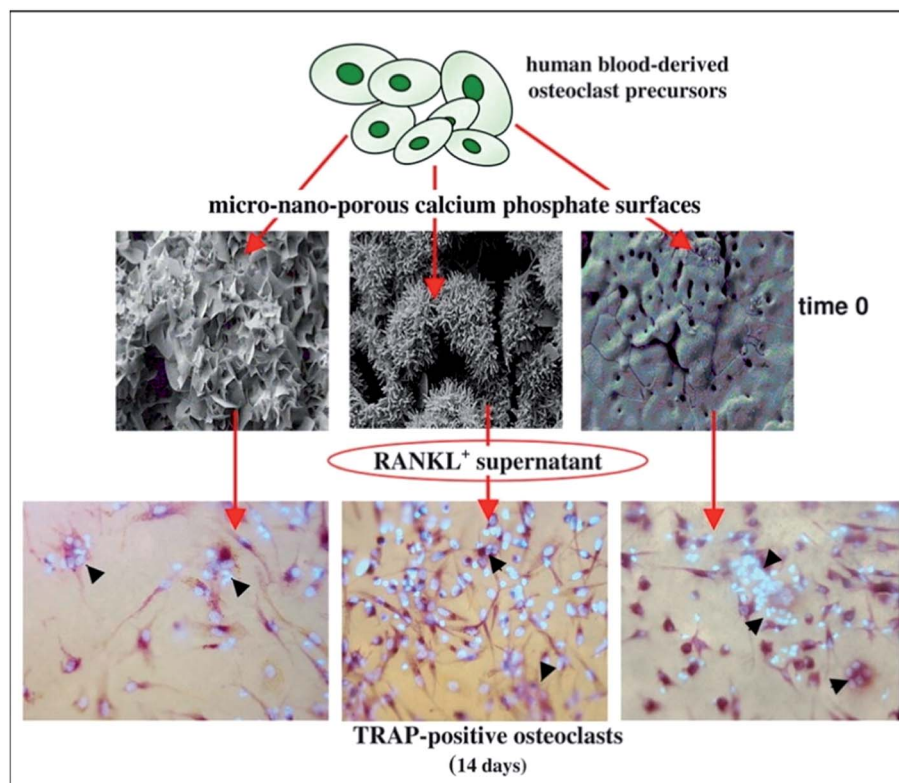 human blood-derived
osteoclast precursors
micro-nano-porous calcium phosphate surfaces
time 0
RANKL⁺ supernatant
TRAP-positive osteoclasts
(14 days)